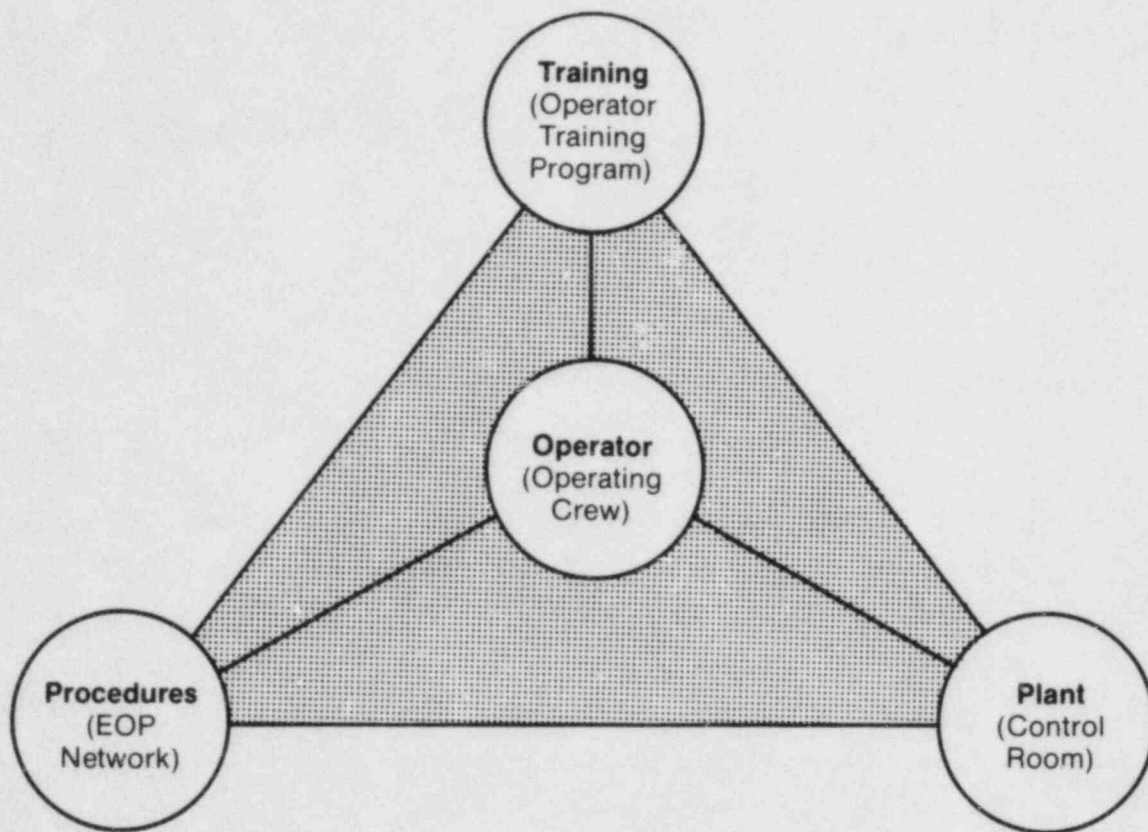 Training
(Operator
Training
Program)
Operator
(Operating
Crew)
Procedures
(EOP
Network)
Plant
(Control
Room)